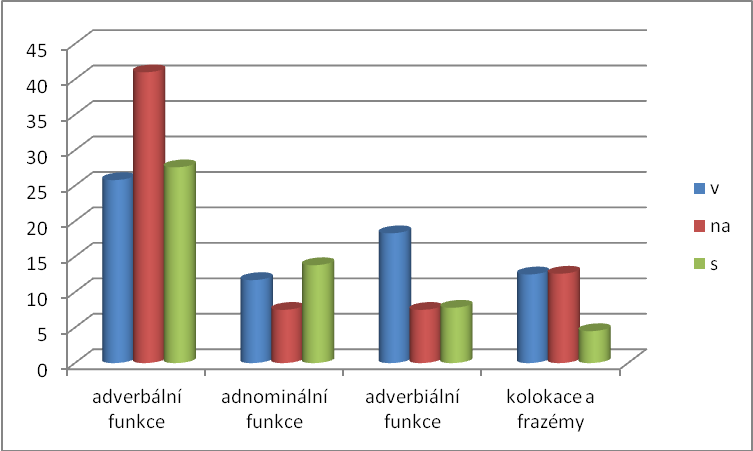 45
40
35
30
25
20
15
10
5
0
adverbální
funkce
adnominální
funkce
adverbiální
funkce
kolokace a
frazémy
v
na
s